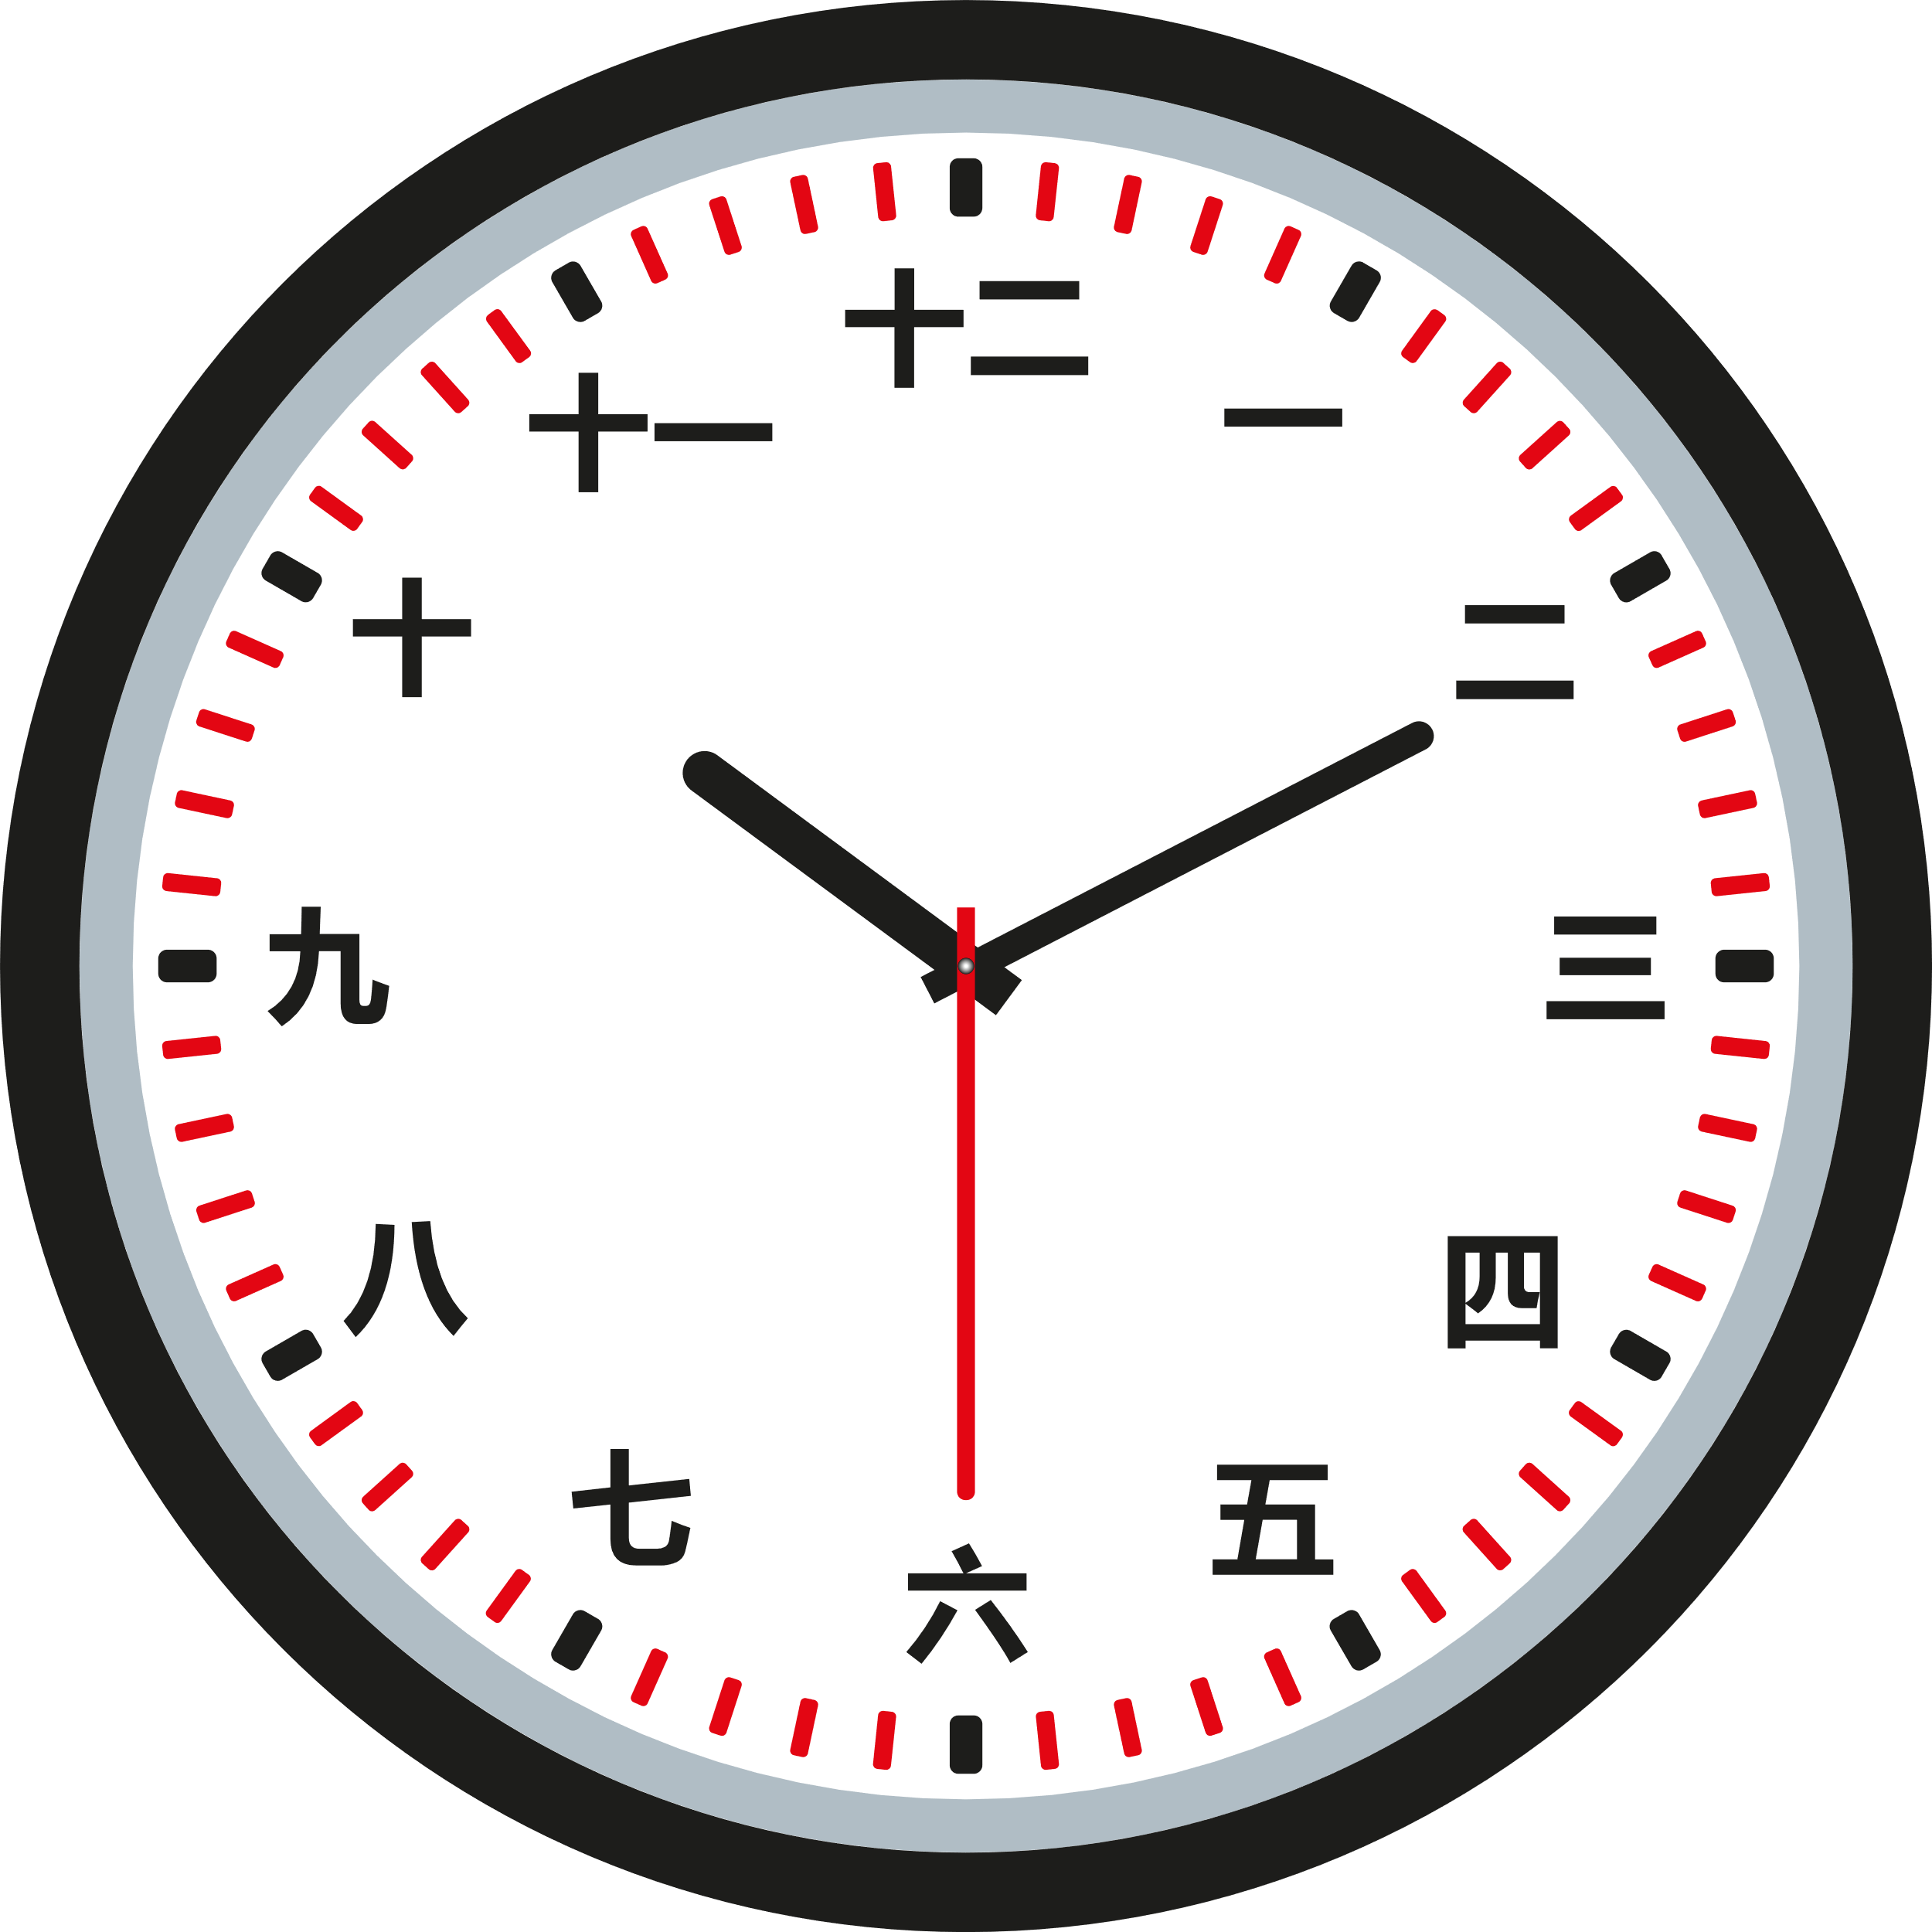 十二
一
二
三
四
五
六
七
八
九
十
十一